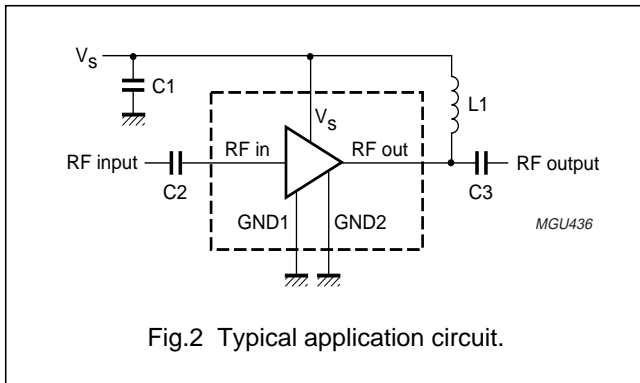 V_S
C1
L1
V_S
RF input
RF in
RF out
RF output
C2
C3
GND1
GND2
MGU436
Fig.2 Typical application circuit.